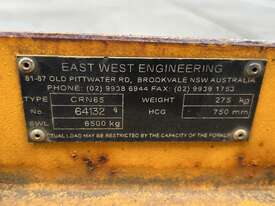 EAST WEST ENGINEERING
81-87 OLD PITTWATER RD, BROOKVALE NSW AUSTRALIA
PH: (02) 9938 6944 FAX: (02) 9939 1753
TYPE CRN65 WEIGHT 275 kg
No. 64132 HCG 750 mm
SWL 6500 kg
ACTUAL LOAD MAY BE RESTRICTED BY THE CAPACITY OF THE FORKLIFT